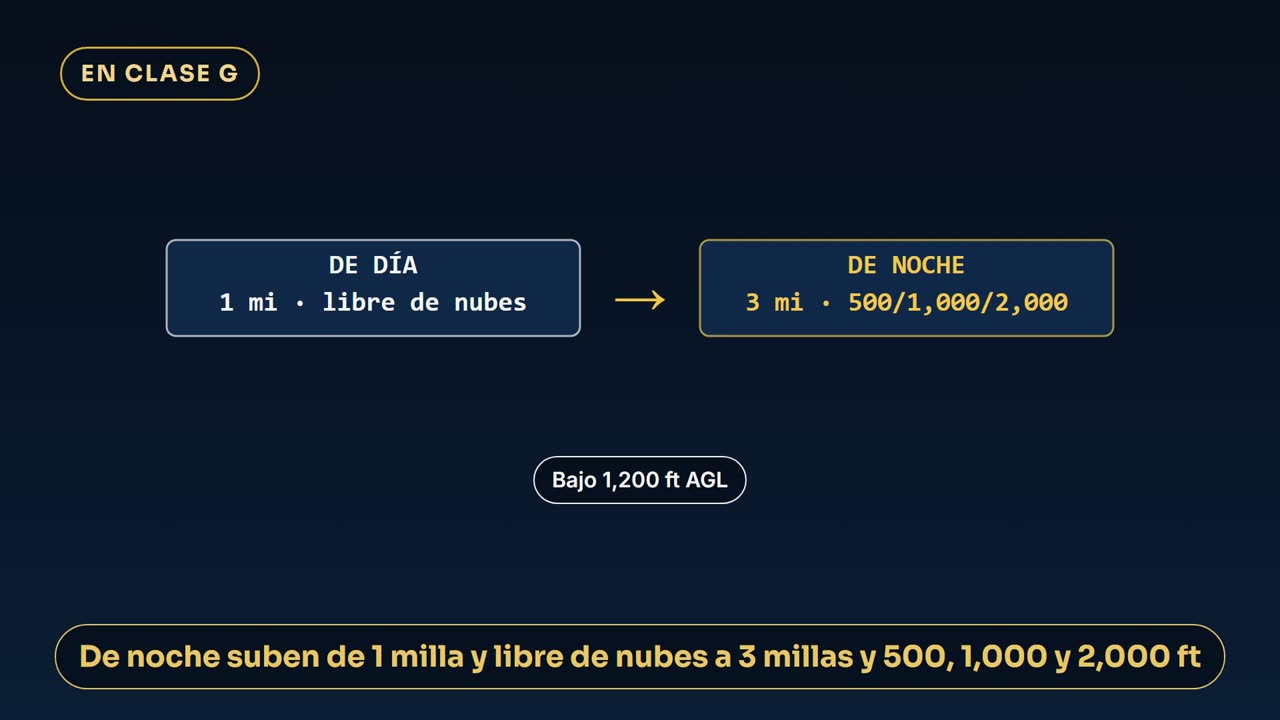 EN CLASE G
DE DÍA
1 mi · libre de nubes
→
DE NOCHE
3 mi · 500/1,000/2,000
Bajo 1,200 ft AGL
De noche suben de 1 milla y libre de nubes a 3 millas y 500, 1,000 y 2,000 ft